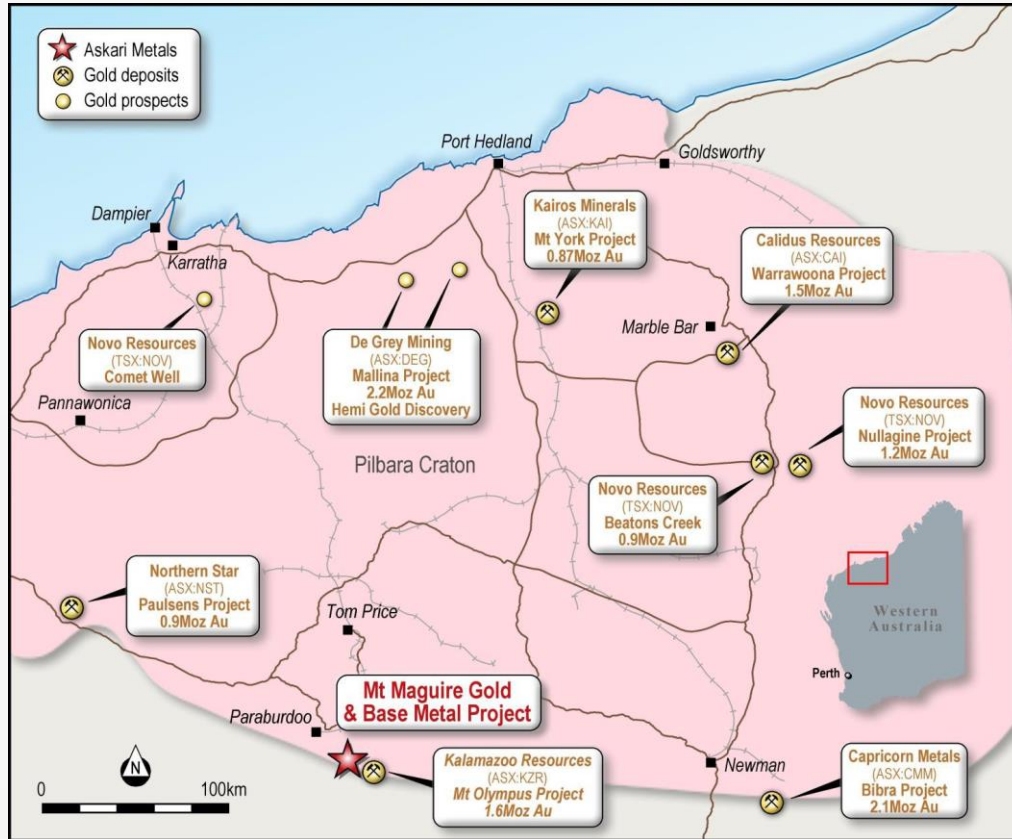 Askari Metals
Gold deposits
Gold prospects
Port Hedland
Goldsworthy
Dampier
Karratha
Kairos Minerals
(ASX:KAI)
Mt York Project
0.87Moz Au
Calidus Resources
(ASX:CAI)
Warrawoona Project
1.5Moz Au
Marble Bar
Novo Resources
(TSX:NOV)
Comet Well
De Grey Mining
(ASX:DEG)
Mallina Project
2.2Moz Au
Hemi Gold Discovery
Pannawonica
Novo Resources
(TSX:NOV)
Nullagine Project
1.2Moz Au
Pilbara Craton
Novo Resources
(TSX:NOV)
Beatons Creek
0.9Moz Au
Northern Star
(ASX:NST)
Paulsens Project
0.9Moz Au
Tom Price
Western
Australia
Perth
Mt Maguire Gold
& Base Metal Project
Paraburdoo
Kalamazoo Resources
(ASX:KZR)
Mt Olympus Project
1.6Moz Au
Newman
Capricorn Metals
(ASX:CMM)
Bibra Project
2.1Moz Au
N
0 100km